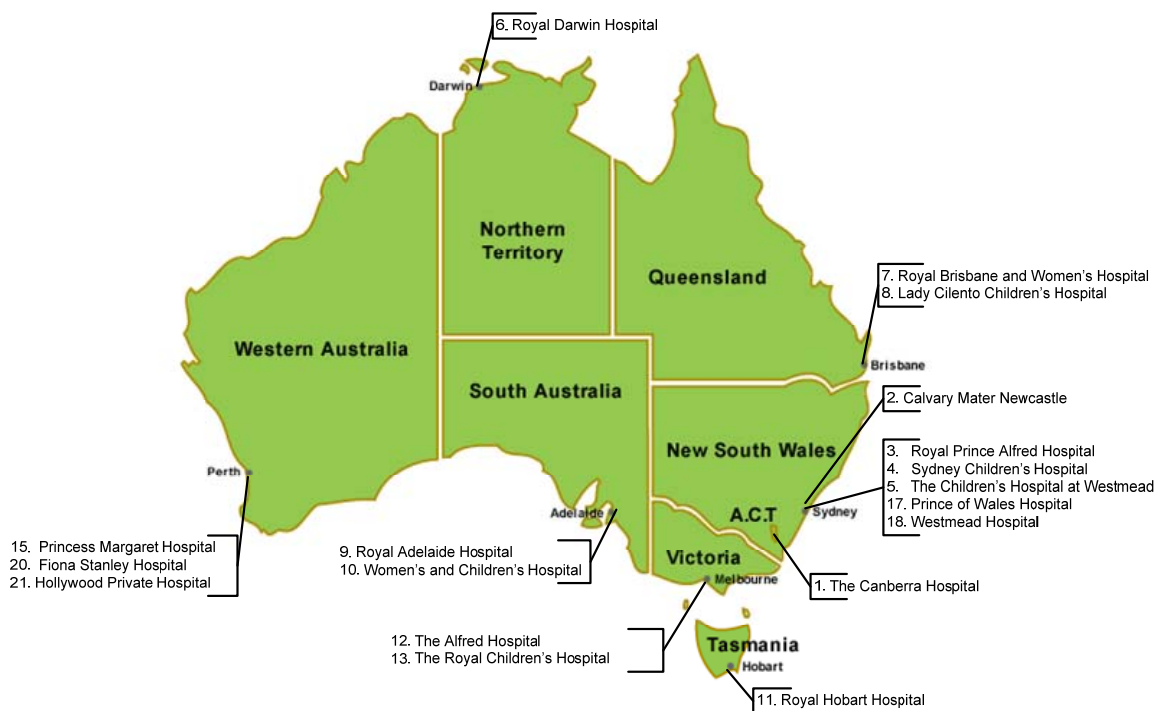 6. Royal Darwin Hospital
Darwin
Northern
Territory
Queensland
7. Royal Brisbane and Women's Hospital
8. Lady Cilento Children's Hospital
Western Australia
Brisbane
South Australia
2. Calvary Mater Newcastle
New South Wales
3. Royal Prince Alfred Hospital
4. Sydney Children's Hospital
5. The Children's Hospital at Westmead
17. Prince of Wales Hospital
18. Westmead Hospital
Perth
Adelaide
A.C.T
Sydney
15. Princess Margaret Hospital
20. Fiona Stanley Hospital
21. Hollywood Private Hospital
9. Royal Adelaide Hospital
10. Women's and Children's Hospital
Victoria
Melbourne
1. The Canberra Hospital
12. The Alfred Hospital
13. The Royal Children's Hospital
Tasmania
Hobart
11. Royal Hobart Hospital